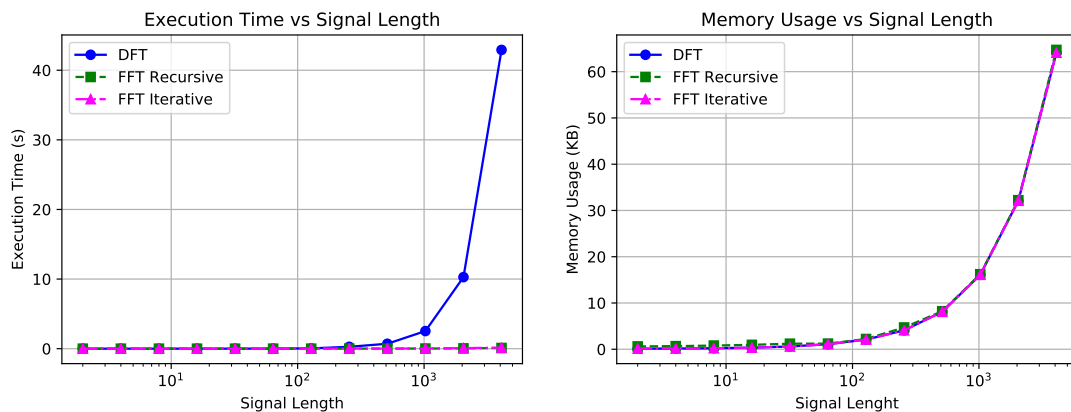 Execution Time vs Signal Length
DFT
FFT Recursive
FFT Iterative
Execution Time (s)
40
30
20
10
0
10¹
10²
10³
Signal Length
Memory Usage vs Signal Length
DFT
FFT Recursive
FFT Iterative
Memory Usage (KB)
60
50
40
30
20
10
0
10¹
10²
10³
Signal Lenght